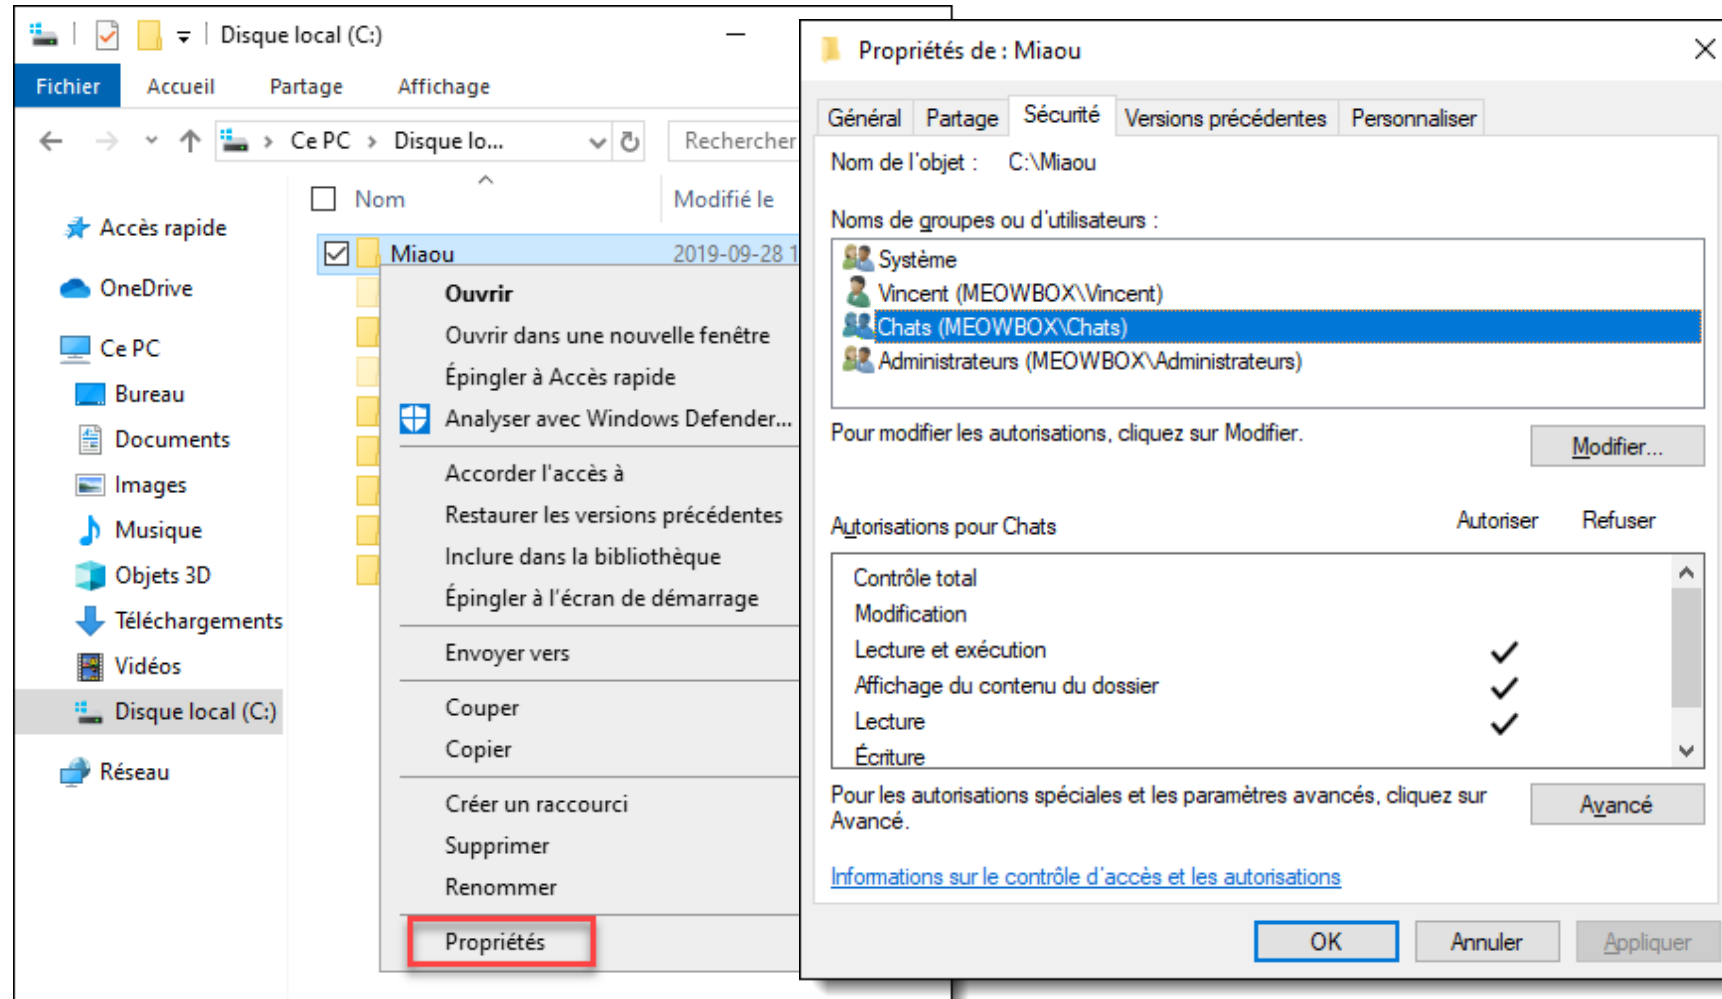 Disque local (C:)
Fichier Accueil Partage Affichage
Ce PC > Disque lo... Rechercher
Nom Modifié le
Accès rapide
OneDrive
Ce PC
Bureau
Documents
Images
Musique
Objets 3D
Téléchargements
Vidéos
Disque local (C:)
Réseau
Miaou 2019-09-28 1
Ouvrir
Ouvrir dans une nouvelle fenêtre
Épingler à Accès rapide
Analyser avec Windows Defender...
Accorder l'accès à
Restaurer les versions précédentes
Inclure dans la bibliothèque
Épingler à l'écran de démarrage
Envoyer vers
Couper
Copier
Créer un raccourci
Supprimer
Renommer
Propriétés
Propriétés de : Miaou
Général Partage Sécurité Versions précédentes Personnaliser
Nom de l'objet : C:\Miaou
Noms de groupes ou d'utilisateurs :
Système
Vincent (MEOWBOX\Vincent)
Chats (MEOWBOX\Chats)
Administrateurs (MEOWBOX\Administrateurs)
Pour modifier les autorisations, cliquez sur Modifier.
Modifier...
Autorisations pour Chats Autoriser Refuser
Contrôle total
Modification
Lecture et exécution
Affichage du contenu du dossier
Lecture
Écriture
Pour les autorisations spéciales et les paramètres avancés, cliquez sur
Avancé.
Avancé
Informations sur le contrôle d'accès et les autorisations
OK Annuler Appliquer